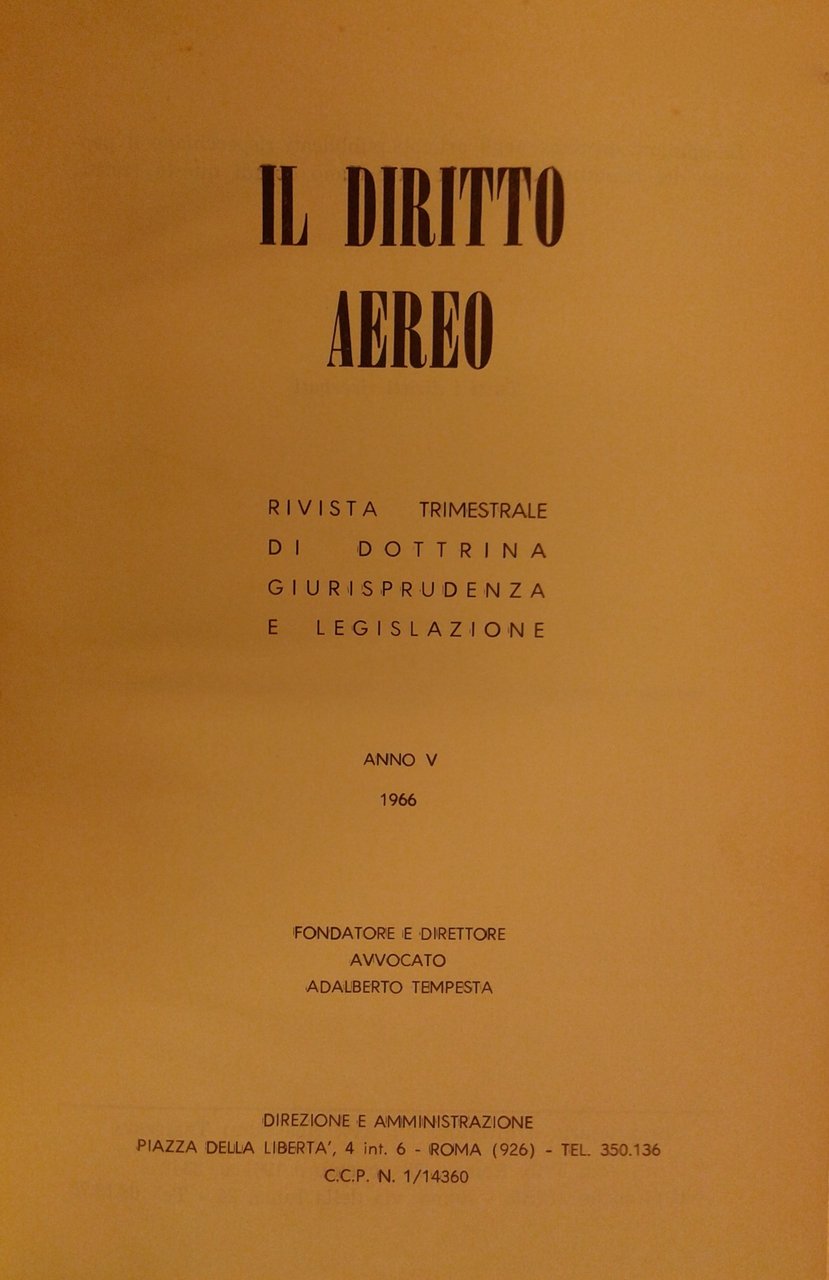 IL DIRITTO
AEREO
RIVISTA TRIMESTRALE
DI DOTTRINA
GIURISPRUDENZA
E LEGISLAZIONE
ANNO V
1966
FONDATORE E DIRETTORE
AVVOCATO
ADALBERTO TEMPESTA
DIREZIONE E AMMINISTRAZIONE
PIAZZA DELLA LIBERTA', 4 int. 6 - ROMA (926) - TEL. 350.136
C.C.P. N. 1/14360